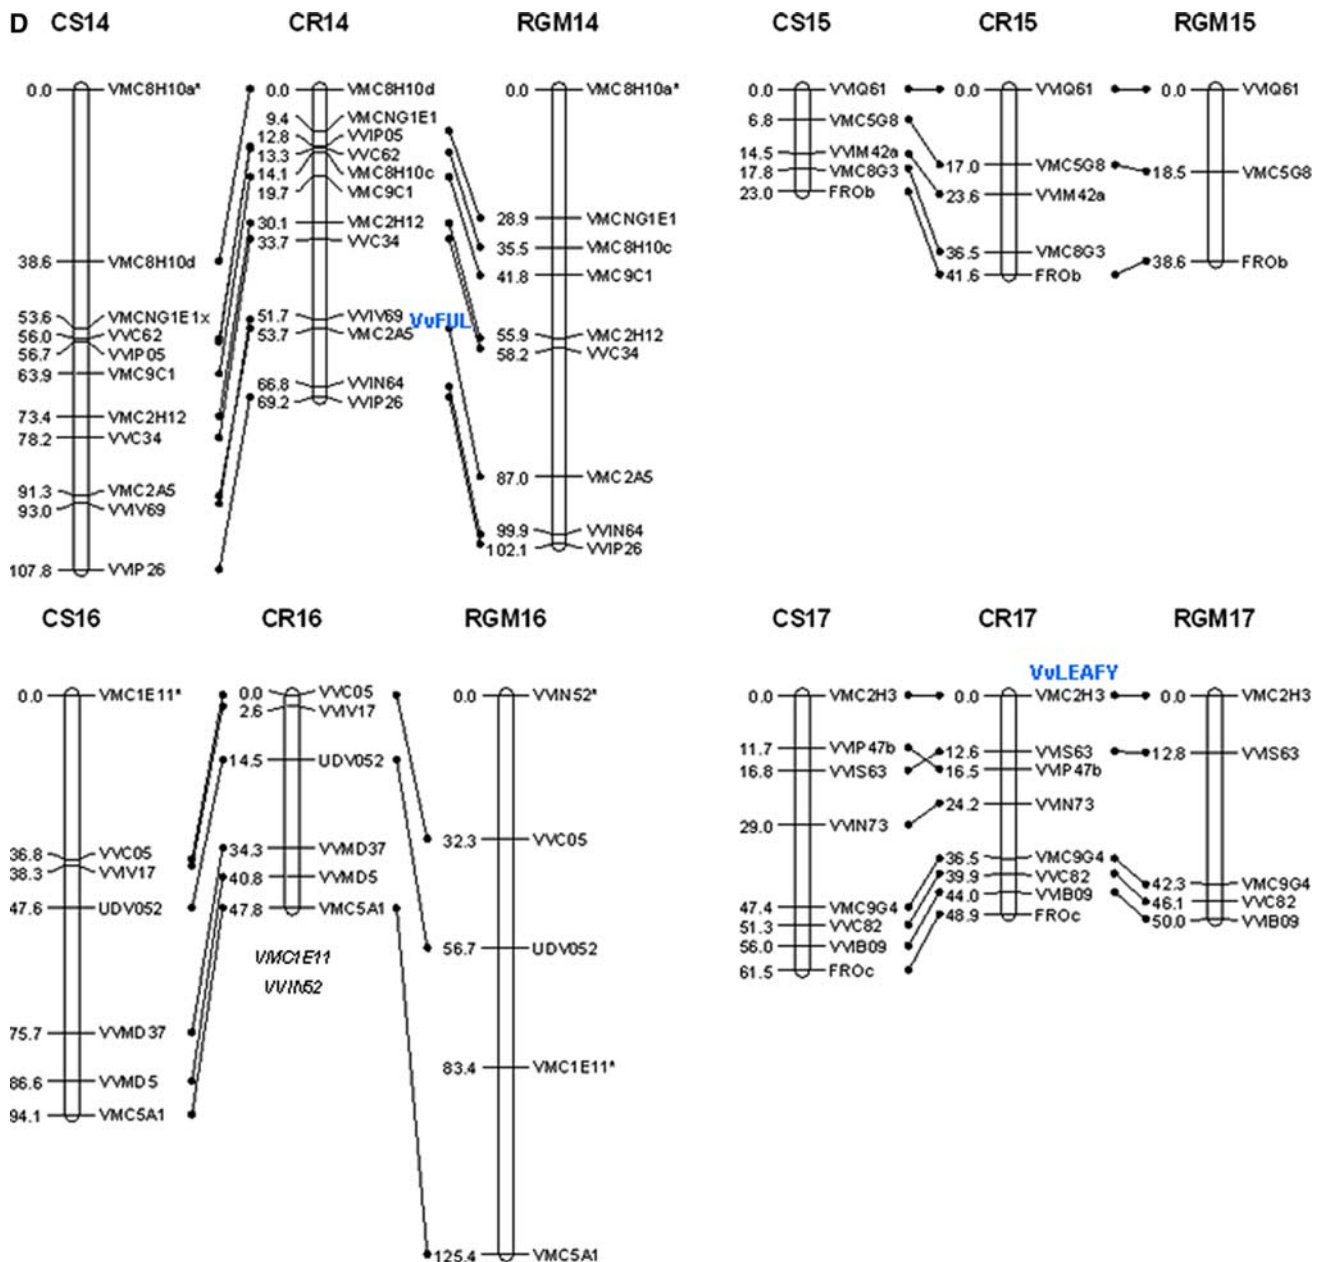 D CS14 CR14 RGM14
0.0 VMC8H10a*
38.6 VMC8H10d
53.6 VMCNG1E1x
56.0 VVC62
56.7 VVIP05
63.9 VMC9C1
73.4 VMC2H12
78.2 VVC34
91.3 VMC2A5
93.0 VVIV69
107.8 VVIP26
0.0 VMC8H10d
9.4 VMCNG1E1
12.8 VVIP05
13.3 VVC62
14.1 VMC8H10c
19.7 VMC9C1
30.1 VMC2H12
33.7 VVC34
51.7 VVIV69
53.7 VMC2A5
VvFUL
66.8 VVIN64
69.2 VVIP26
0.0 VMC8H10a*
28.9 VMCNG1E1
35.5 VMC8H10c
41.8 VMC9C1
55.9 VMC2H12
58.2 VVC34
87.0 VMC2A5
99.9 VVIN64
102.1 VVIP26
CS15 CR15 RGM15
0.0 VVIQ61
6.8 VMC5G8
14.5 VVIM42a
17.8 VMC8G3
23.0 FROb
0.0 VVIQ61
17.0 VMC5G8
23.6 VVIM42a
36.5 VMC8G3
41.6 FROb
0.0 VVIQ61
18.5 VMC5G8
38.6 FROb
CS16 CR16 RGM16
0.0 VMC1E11*
36.8 VVC05
38.3 VVIV17
47.6 UDV052
75.7 VVMD37
86.6 VVMD5
94.1 VMC5A1
0.0 VVC05
2.6 VVIV17
14.5 UDV052
34.3 VVMD37
40.8 VVMD5
47.8 VMC5A1
VMC1E11
VVIN52
0.0 VVIN52*
32.3 VVC05
56.7 UDV052
83.4 VMC1E11*
125.4 VMC5A1
CS17 CR17 RGM17
0.0 VMC2H3
11.7 VVIP47b
16.8 VVIS63
29.0 VVIN73
47.4 VMC9G4
51.3 VVC82
56.0 VVIB09
61.5 FROc
VvLEAFY
0.0 VMC2H3
12.6 VVIS63
16.5 VVIP47b
24.2 VVIN73
36.5 VMC9G4
39.9 VVC82
44.0 VVIB09
48.9 FROc
0.0 VMC2H3
12.8 VVIS63
42.3 VMC9G4
46.1 VVC82
50.0 VVIB09